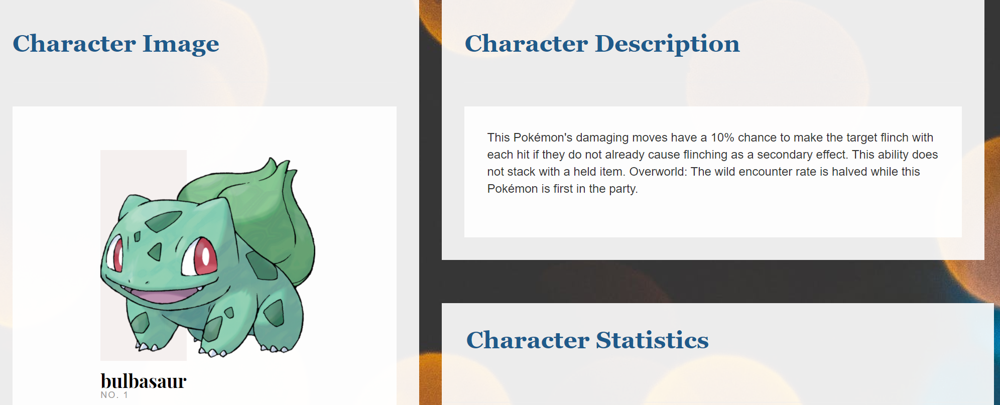 Character Image
bulbasaur
NO. 1
Character Description
This Pokémon's damaging moves have a 10% chance to make the target flinch with
each hit if they do not already cause flinching as a secondary effect. This ability does
not stack with a held item. Overworld: The wild encounter rate is halved while this
Pokémon is first in the party.
Character Statistics